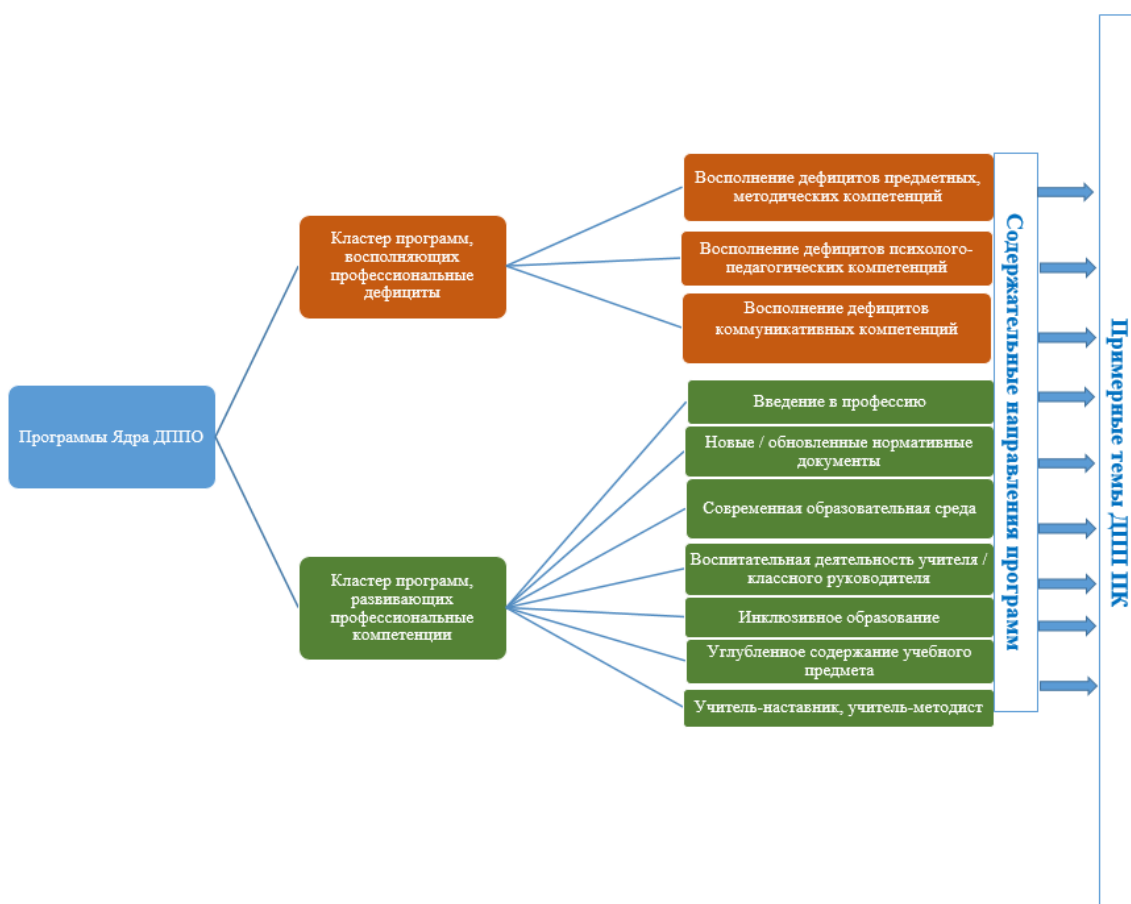 Программы Ядра ДППО
Кластер программ,
восполняющих
профессиональные
дефициты
Кластер программ,
развивающих
профессиональные
компетенции
Восполнение дефицитов предметных,
методических компетенций
Восполнение дефицитов психолого-
педагогических компетенций
Восполнение дефицитов
коммуникативных компетенций
Введение в профессию
Новые / обновленные нормативные
документы
Современная образовательная среда
Воспитательная деятельность учителя /
классного руководителя
Инклюзивное образование
Углубленное содержание учебного
предмета
Учитель-наставник, учитель-методист
Содержательные направления программ
Примерные темы ДПП ПК